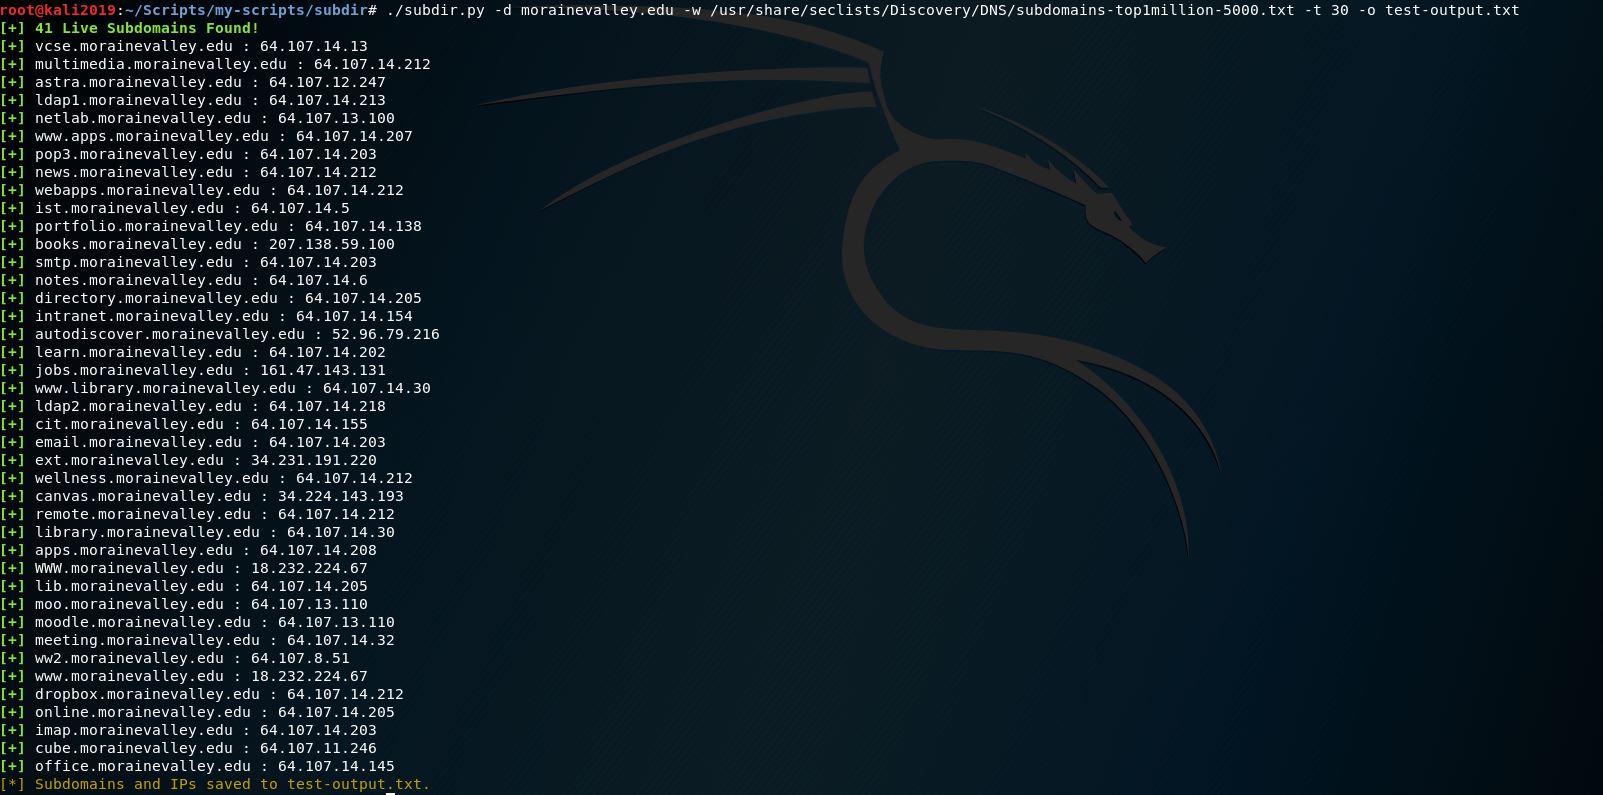 root@kali2019:~/Scripts/my-scripts/subdir# ./subdir.py -d morainevalley.edu -w /usr/share/seclists/Discovery/DNS/subdomains-top1million-5000.txt -t 30 -o test-output.txt
[+] 41 Live Subdomains Found!
[+] vcse.morainevalley.edu : 64.107.14.13
[+] multimedia.morainevalley.edu : 64.107.14.212
[+] astra.morainevalley.edu : 64.107.12.247
[+] ldap1.morainevalley.edu : 64.107.14.213
[+] netlab.morainevalley.edu : 64.107.13.100
[+] www.apps.morainevalley.edu : 64.107.14.207
[+] pop3.morainevalley.edu : 64.107.14.203
[+] news.morainevalley.edu : 64.107.14.212
[+] webapps.morainevalley.edu : 64.107.14.212
[+] ist.morainevalley.edu : 64.107.14.5
[+] portfolio.morainevalley.edu : 64.107.14.138
[+] books.morainevalley.edu : 207.138.59.100
[+] smtp.morainevalley.edu : 64.107.14.203
[+] notes.morainevalley.edu : 64.107.14.6
[+] directory.morainevalley.edu : 64.107.14.205
[+] intranet.morainevalley.edu : 64.107.14.154
[+] autodiscover.morainevalley.edu : 52.96.79.216
[+] learn.morainevalley.edu : 64.107.14.202
[+] jobs.morainevalley.edu : 161.47.143.131
[+] www.library.morainevalley.edu : 64.107.14.30
[+] ldap2.morainevalley.edu : 64.107.14.218
[+] cit.morainevalley.edu : 64.107.14.155
[+] email.morainevalley.edu : 64.107.14.203
[+] ext.morainevalley.edu : 34.231.191.220
[+] wellness.morainevalley.edu : 64.107.14.212
[+] canvas.morainevalley.edu : 34.224.143.193
[+] remote.morainevalley.edu : 64.107.14.212
[+] library.morainevalley.edu : 64.107.14.30
[+] apps.morainevalley.edu : 64.107.14.208
[+] WWW.morainevalley.edu : 18.232.224.67
[+] lib.morainevalley.edu : 64.107.14.205
[+] moo.morainevalley.edu : 64.107.13.110
[+] moodle.morainevalley.edu : 64.107.13.110
[+] meeting.morainevalley.edu : 64.107.14.32
[+] ww2.morainevalley.edu : 64.107.8.51
[+] www.morainevalley.edu : 18.232.224.67
[+] dropbox.morainevalley.edu : 64.107.14.212
[+] online.morainevalley.edu : 64.107.14.205
[+] imap.morainevalley.edu : 64.107.14.203
[+] cube.morainevalley.edu : 64.107.11.246
[+] office.morainevalley.edu : 64.107.14.145
[*] Subdomains and IPs saved to test-output.txt.